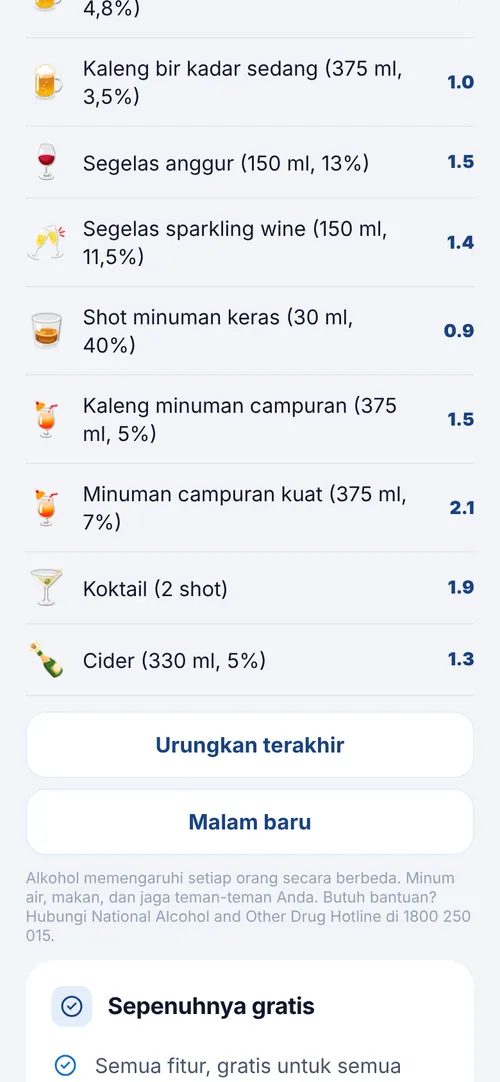 4,8%)
Kaleng bir kadar sedang (375 ml,
3,5%)
1.0
Segelas anggur (150 ml, 13%)
1.5
Segelas sparkling wine (150 ml,
11,5%)
1.4
Shot minuman keras (30 ml,
40%)
0.9
Kaleng minuman campuran (375
ml, 5%)
1.5
Minuman campuran kuat (375 ml,
7%)
2.1
Koktail (2 shot)
1.9
Cider (330 ml, 5%)
1.3
Urungkan terakhir
Malam baru
Alkohol memengaruhi setiap orang secara berbeda. Minum
air, makan, dan jaga teman-teman Anda. Butuh bantuan?
Hubungi National Alcohol and Other Drug Hotline di 1800 250
015.
Sepenuhnya gratis
Semua fitur, gratis untuk semua